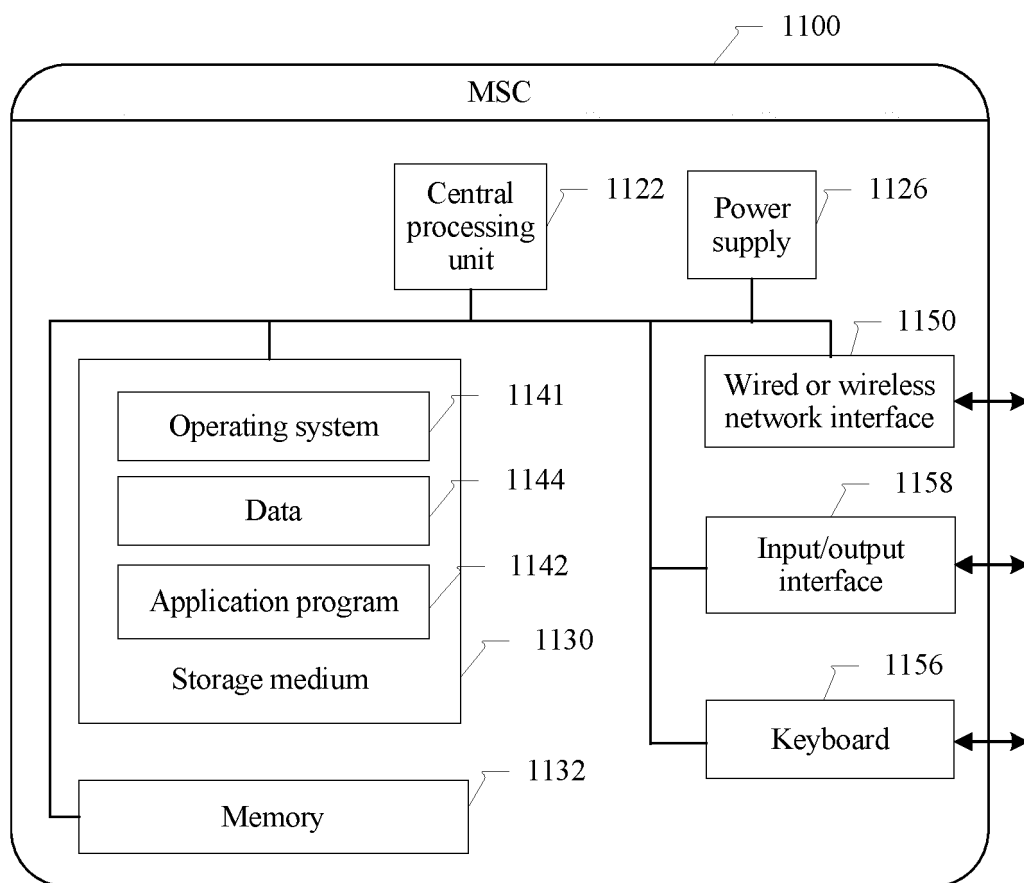 1100
MSC
Central
processing
unit
1122
Power
supply
1126
1150
Wired or wireless
network interface
1141
Operating system
1144
Data
1158
Input/output
interface
1142
Application program
1130
Storage medium
1156
Keyboard
1132
Memory